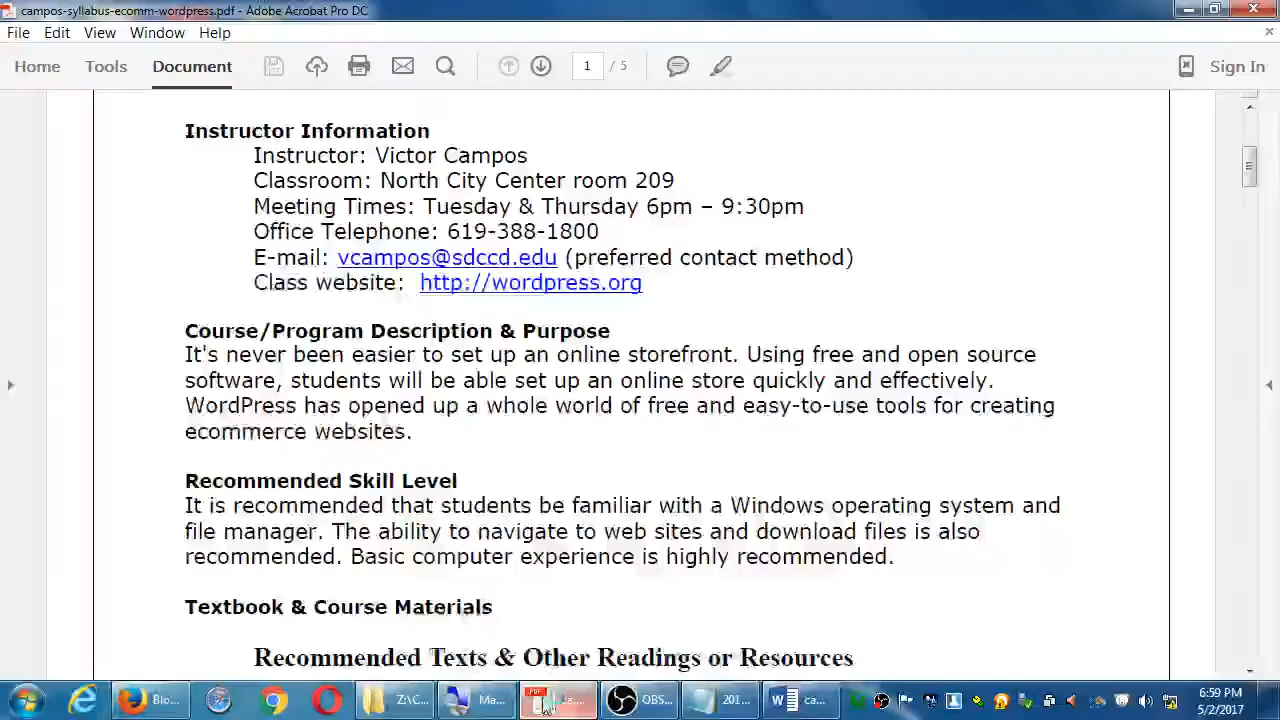 campos-syllabus-ecomm-wordpress.pdf - Adobe Acrobat Pro DC
File Edit View Window Help
Home Tools Document 1 / 5 Sign In
Instructor Information
Instructor: Victor Campos
Classroom: North City Center room 209
Meeting Times: Tuesday & Thursday 6pm – 9:30pm
Office Telephone: 619-388-1800
E-mail: vcampos@sdccd.edu (preferred contact method)
Class website: http://wordpress.org
Course/Program Description & Purpose
It's never been easier to set up an online storefront. Using free and open source
software, students will be able set up an online store quickly and effectively.
WordPress has opened up a whole world of free and easy-to-use tools for creating
ecommerce websites.
Recommended Skill Level
It is recommended that students be familiar with a Windows operating system and
file manager. The ability to navigate to web sites and download files is also
recommended. Basic computer experience is highly recommended.
Textbook & Course Materials
Recommended Texts & Other Readings or Resources
Blo... Z:\C... Ma... OBS... 201... ca...
6:59 PM
5/2/2017